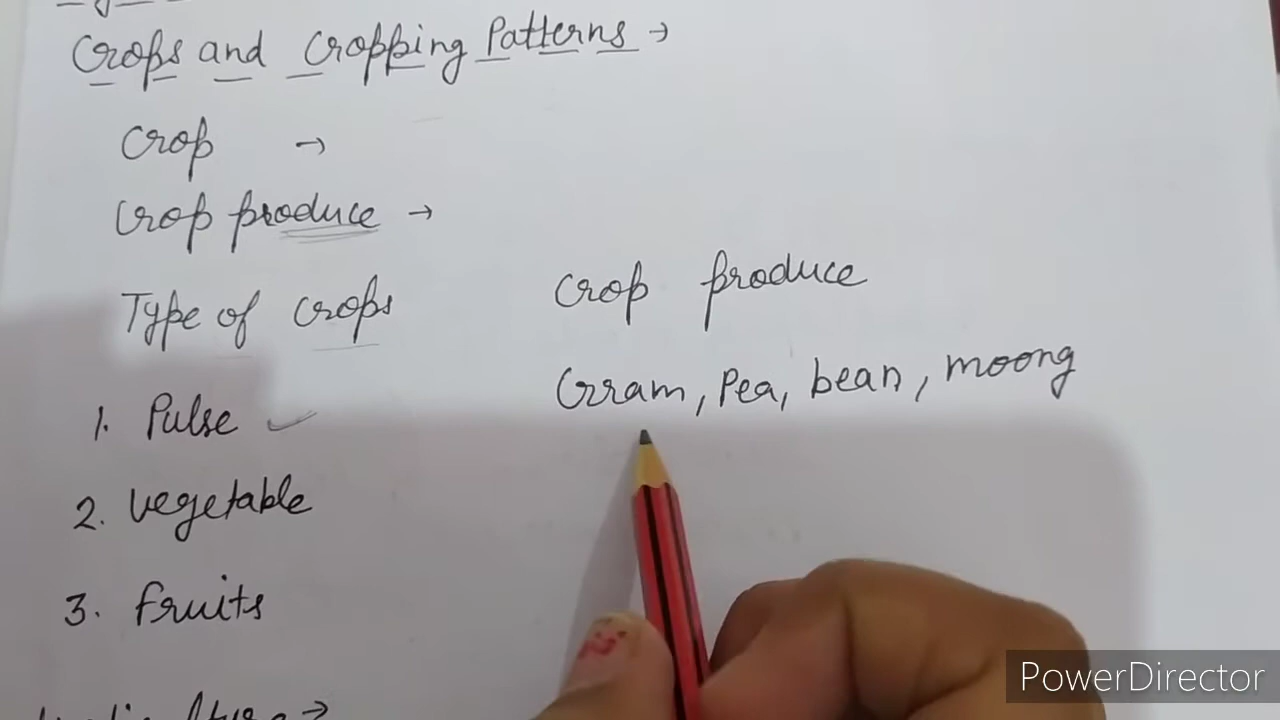 Crops and Cropping Patterns →
Crop →
Crop produce →
Type of crops
Crop produce
1. Pulse ✓
Gram, Pea, bean, moong
2. vegetable
3. fruits
PowerDirector